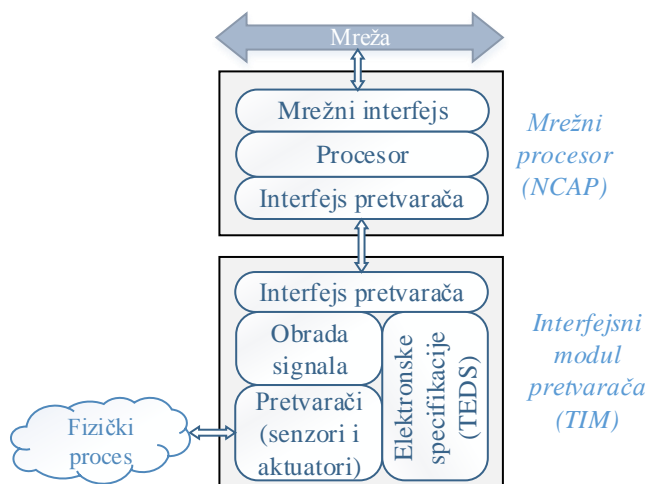 Mreža
Mrežni interfejs
Procesor
Interfejs pretvarača
Mrežni
procesor
(NCAP)
Interfejs pretvarača
Obrada
signala
Pretvarači
(senzori i
aktuatori)
Elektronske
specifikacije
(TEDS)
Interfejsni
modul
pretvarača
(TIM)
Fizički
proces